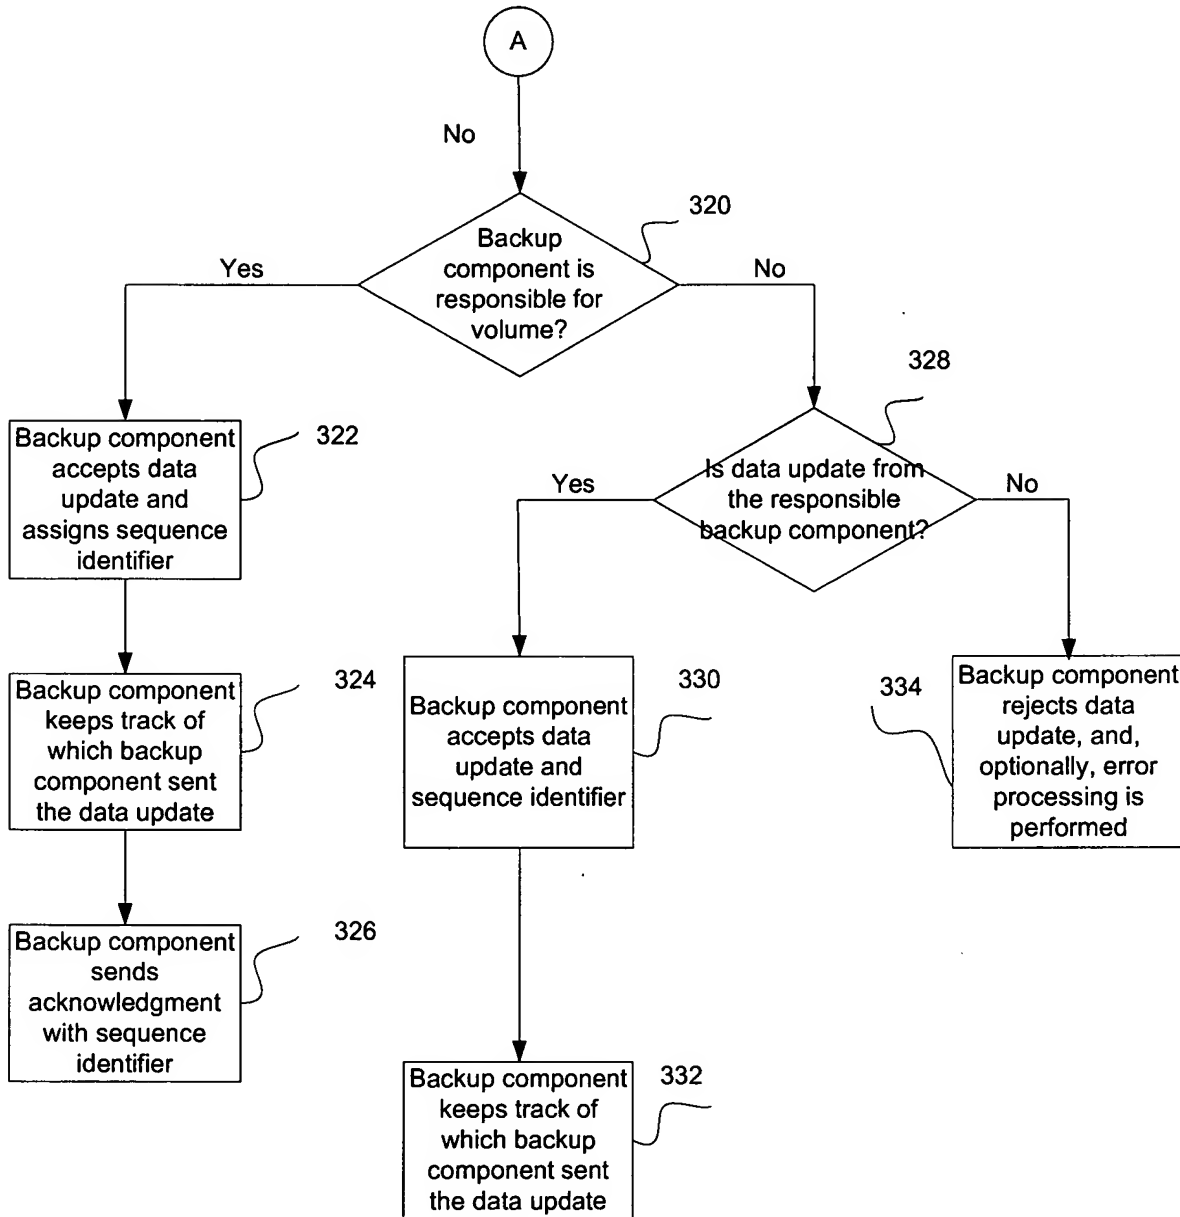 A
No
320
Backup
component is
responsible for
volume?
Yes
No
328
Backup component
accepts data
update and
assigns sequence
identifier
322
Is data update from
the responsible
backup component?
Yes
No
Backup component
keeps track of
which backup
component sent
the data update
324
Backup component
accepts data
update and
sequence identifier
330
334
Backup component
rejects data
update, and,
optionally, error
processing is
performed
Backup component
sends
acknowledgment
with sequence
identifier
326
Backup component
keeps track of
which backup
component sent
the data update
332